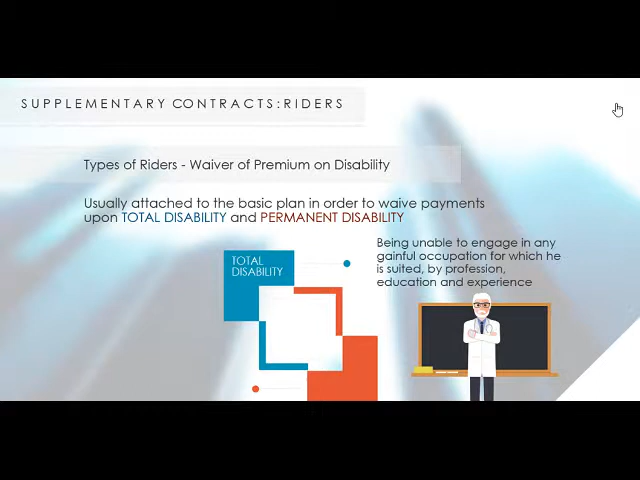 SUPPLEMENTARY CONTRACTS:RIDERS
Types of Riders - Waiver of Premium on Disability
Usually attached to the basic plan in order to waive payments
upon TOTAL DISABILITY and PERMANENT DISABILITY
TOTAL
DISABILITY
Being unable to engage in any
gainful occupation for which he
is suited, by profession,
education and experience